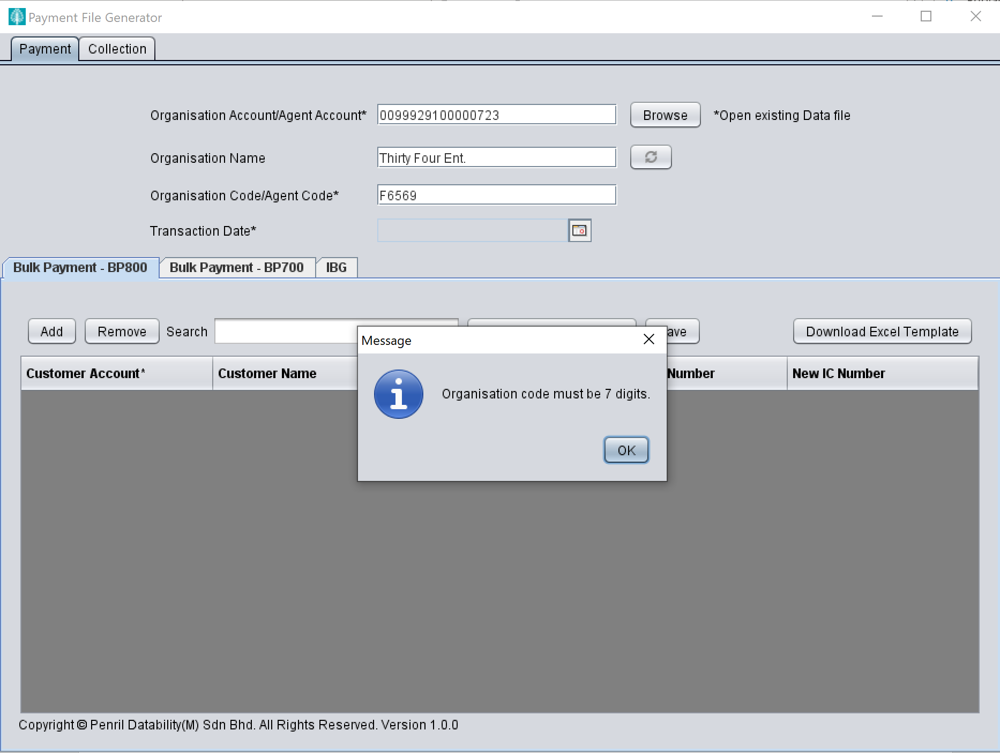 Payment File Generator
Payment Collection
Organisation Account/Agent Account* 0099929100000723 Browse *Open existing Data file
Organisation Name Thirty Four Ent.
Organisation Code/Agent Code* F6569
Transaction Date*
Bulk Payment - BP800 Bulk Payment - BP700 IBG
Add Remove Search ave Download Excel Template
Message
Customer Account* Customer Name Number New IC Number
Organisation code must be 7 digits.
OK
Copyright © Penril Datability(M) Sdn Bhd. All Rights Reserved. Version 1.0.0